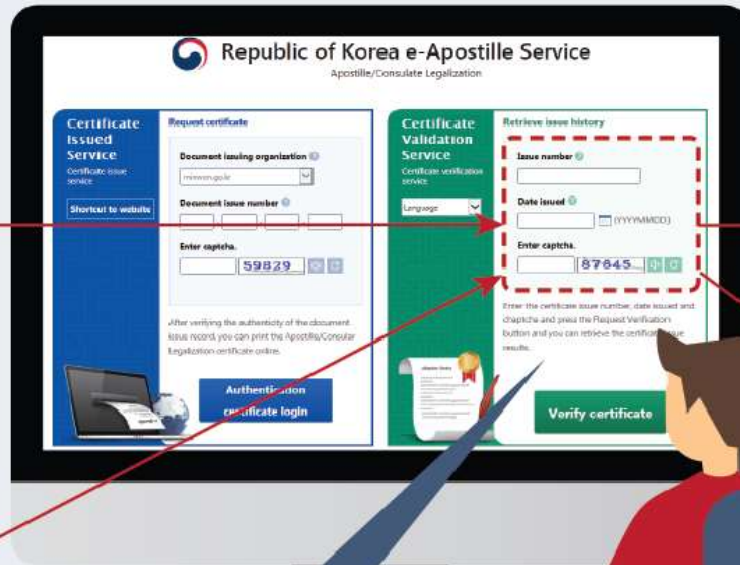 Republic of Korea e-Apostille Service
Apostille/Consulate Legalization
Certificate
Issued
Service
Certificate issue
service
Shortcut to website
Request certificate
Document issuing organization
minwon.go.kr
Document issue number
Enter captcha.
59829
After verifying the authenticity of the document
issue record, you can print the Apostille/Consular
Legalization certificate online.
Authentication
certificate login
Certificate
Validation
Service
Certificate verification
service
Language
Retrieve issue history
Issue number
Date issued
(YYYYMMDD)
Enter captcha.
87645
Enter the certificate issue number, date issued and
chaptcha and press the Request Verification
button and you can retrieve the certificate issue
results.
Verify certificate